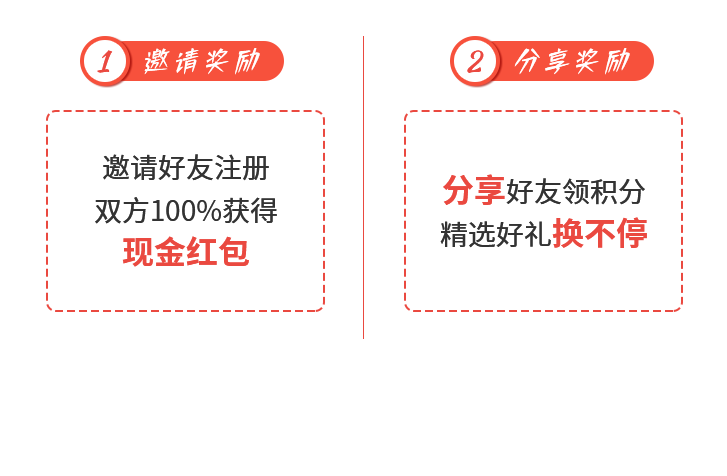 1 邀请奖励
邀请好友注册
双方100%获得
现金红包
2 分享奖励
分享好友领积分
精选好礼换不停